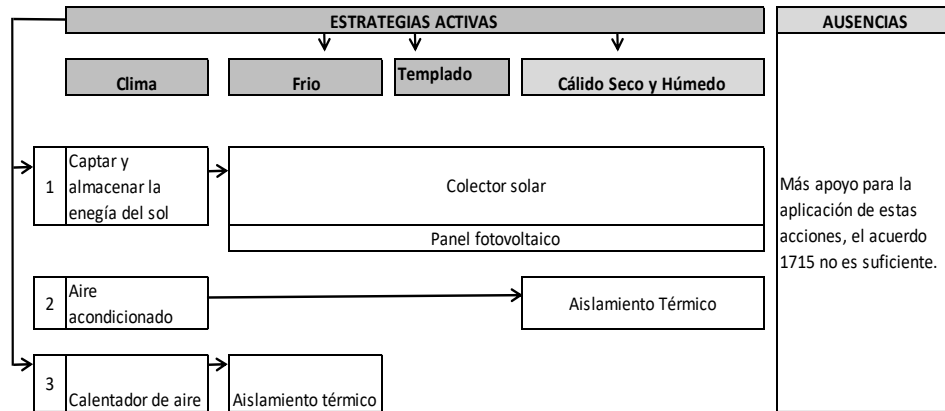 ESTRATEGIAS ACTIVAS
AUSENCIAS
Clima
Frio
Templado
Cálido Seco y Húmedo
1
Captar y
almacenar la
enegía del sol
Colector solar
Panel fotovoltaico
Más apoyo para la
aplicación de estas
acciones, el acuerdo
1715 no es suficiente.
2
Aire
acondicionado
Aislamiento Térmico
3
Calentador de aire
Aislamiento térmico